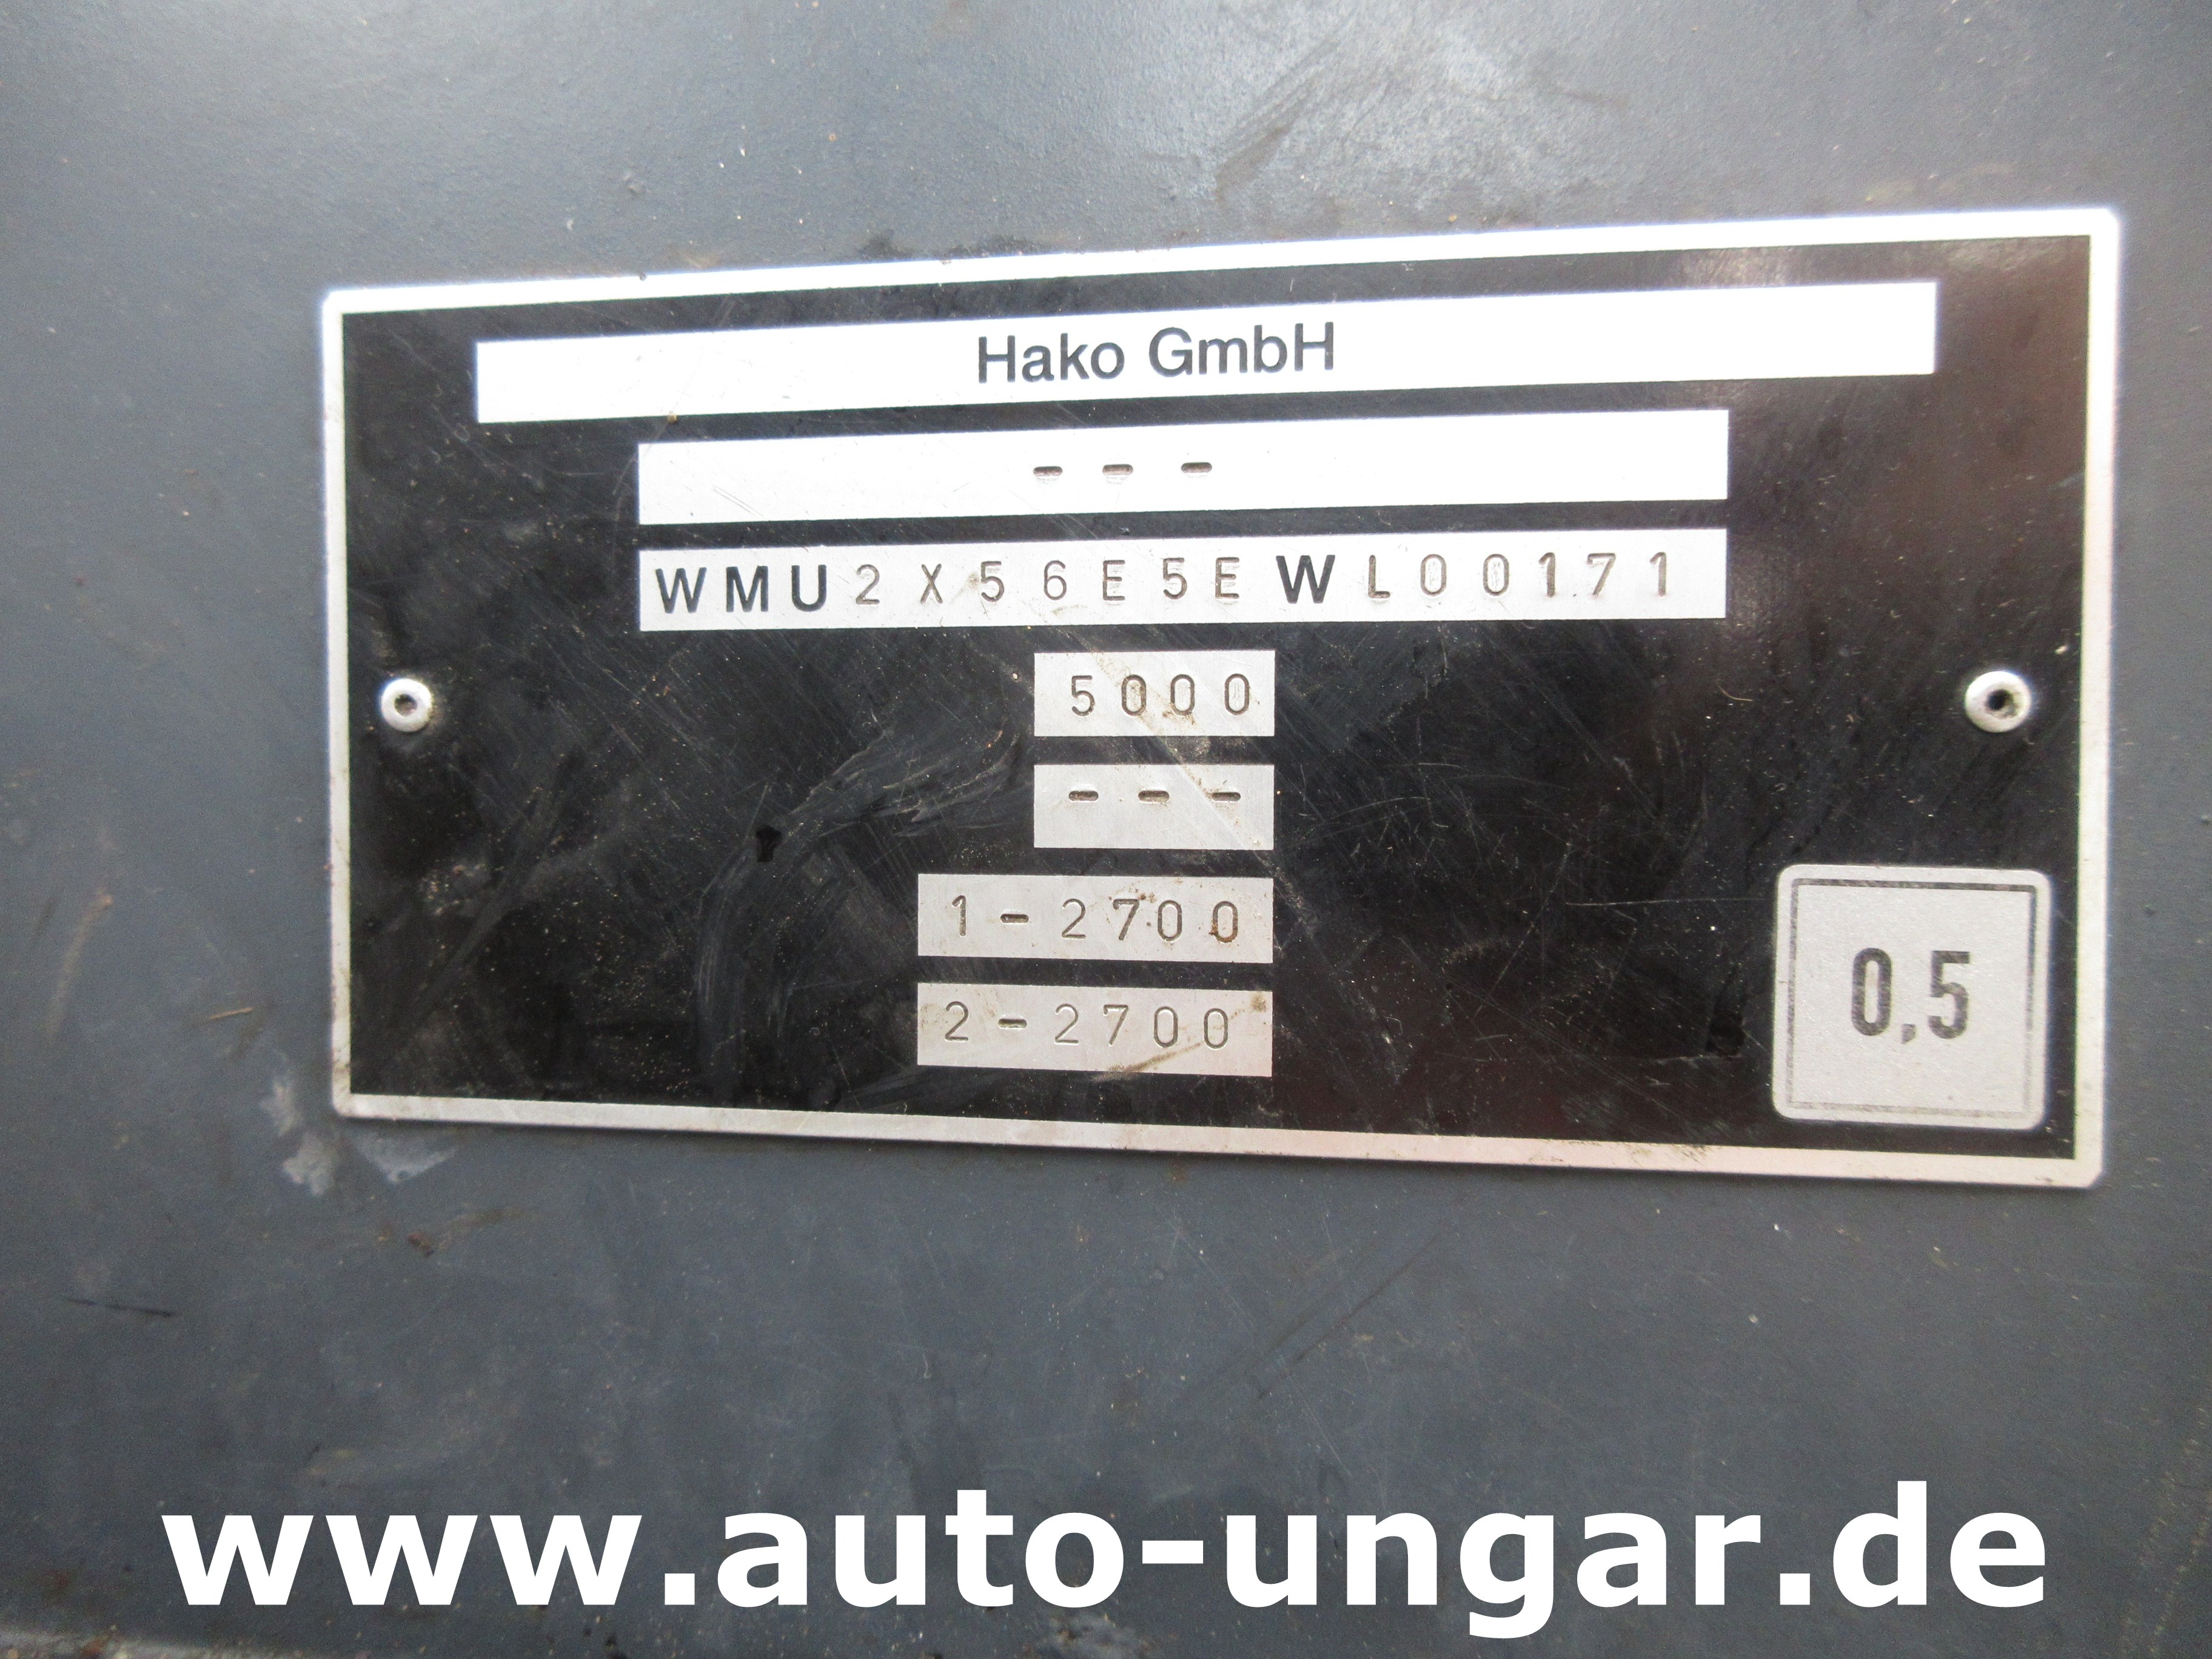 Hako GmbH
- - -
WMU2X56E5EWL00171
5000
- - -
1-2700
2-2700
0,5
www.auto-ungar.de